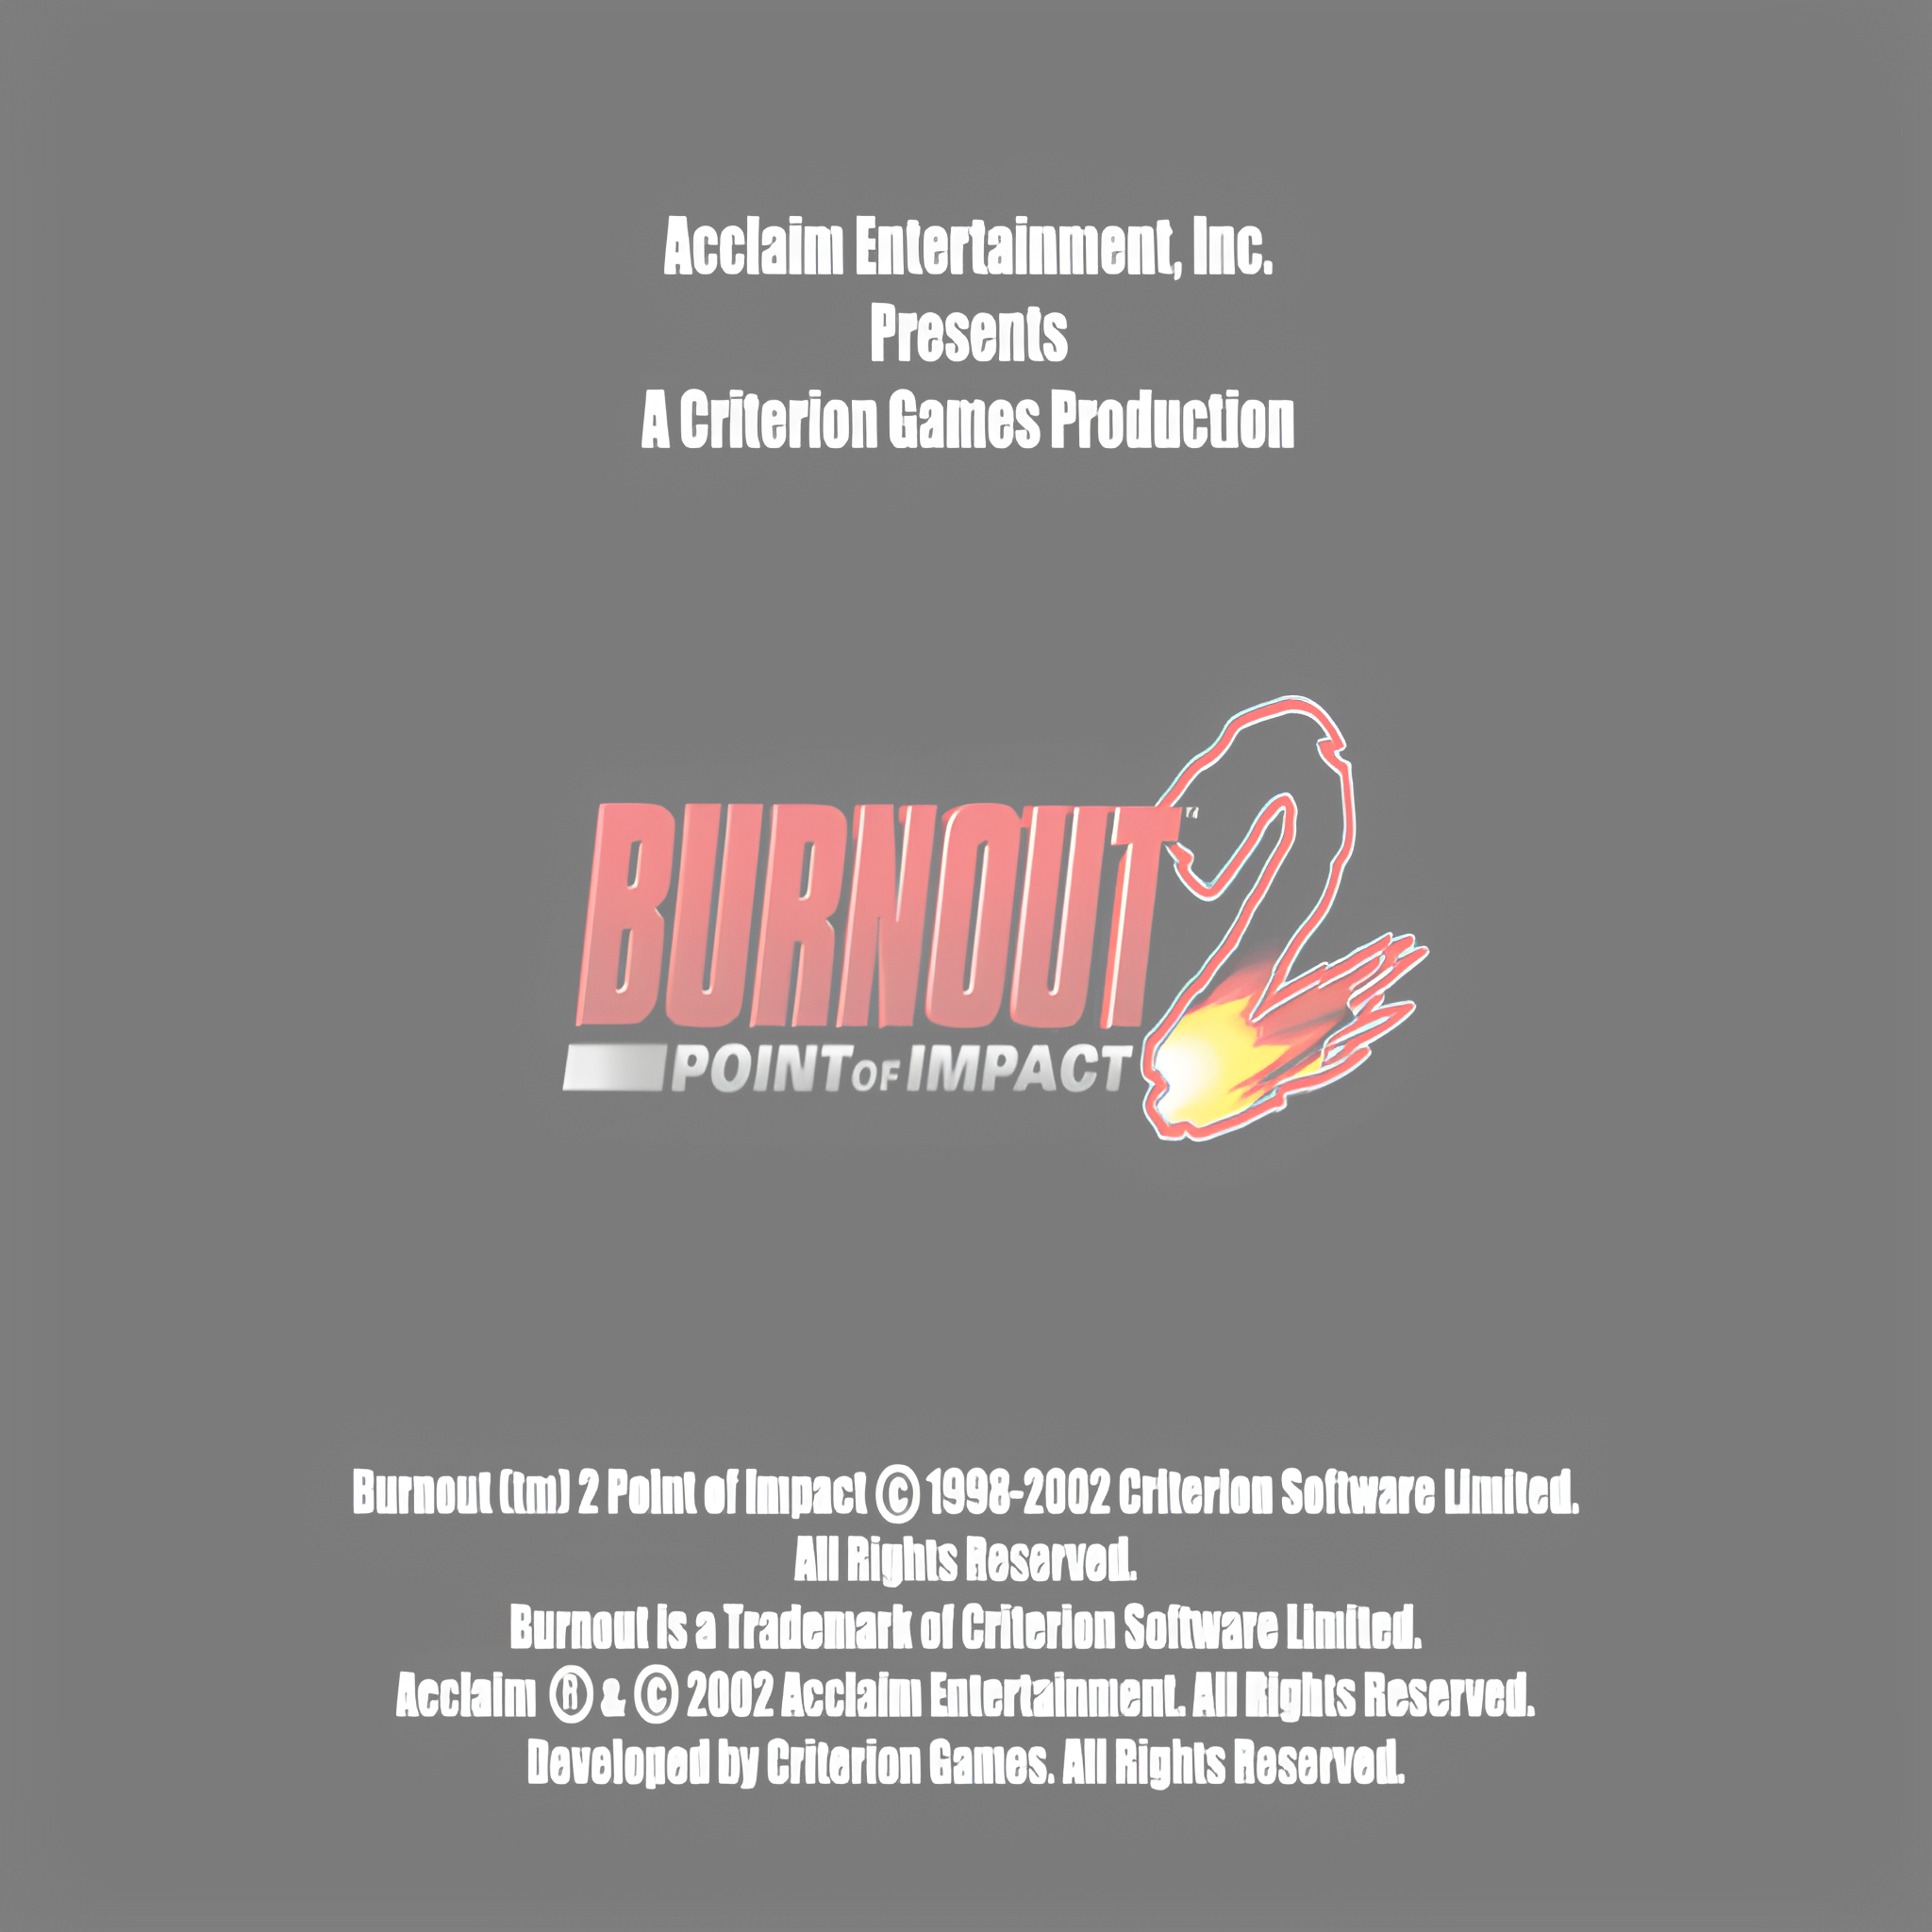 Acclaim Entertainment, Inc.
Presents
A Criterion Games Production
BURNOUT™ 2
POINT OF IMPACT
Burnout (tm) 2 Point of Impact © 1998-2002 Criterion Software Limited.
All Rights Reserved.
Burnout is a Trademark of Criterion Software Limited.
Acclaim ® & © 2002 Acclaim Entertainment. All Rights Reserved.
Developed by Criterion Games. All Rights Reserved.